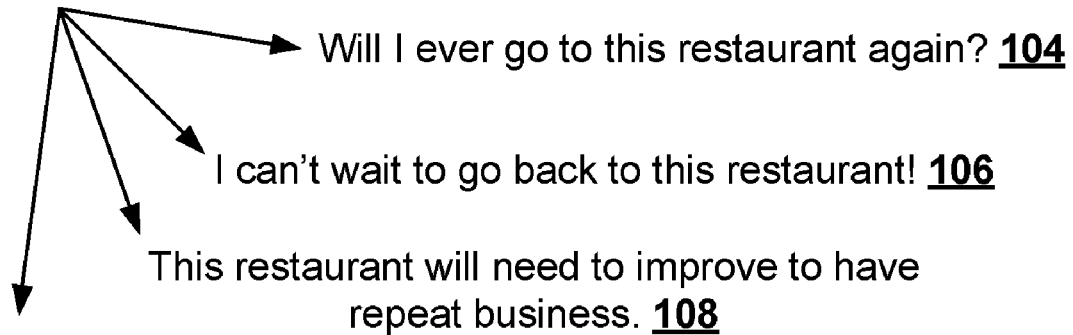 Will I ever go to this restaurant again? 104
I can't wait to go back to this restaurant! 106
This restaurant will need to improve to have
repeat business. 108